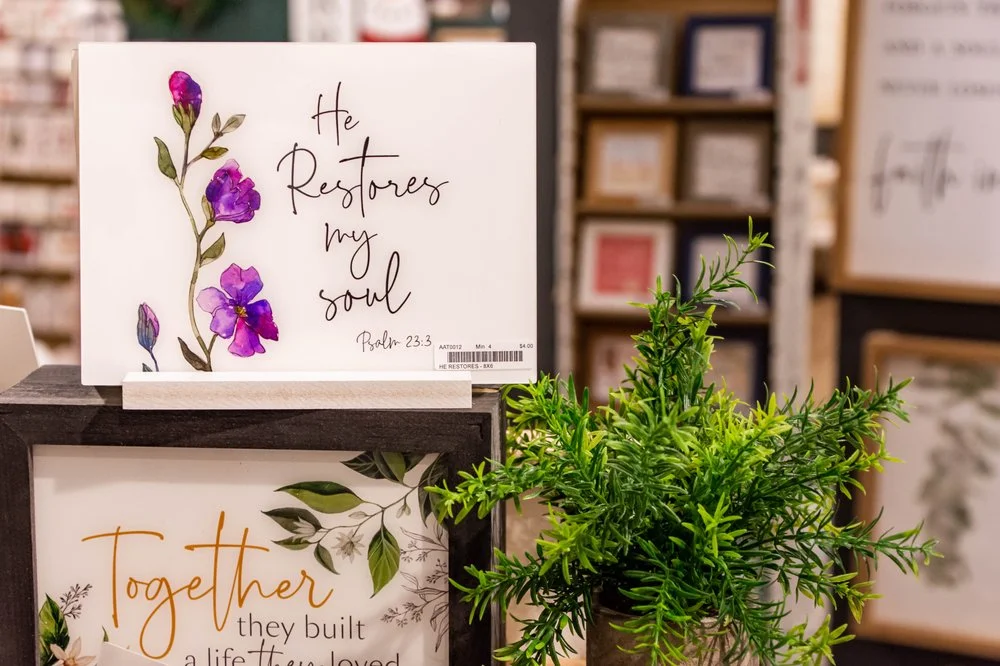 He
Restores
my
soul
Psalm 23:3
AAT0012 Min 4 $4.00
HE RESTORES - 8X6
Together
they built
a life they loved
faith